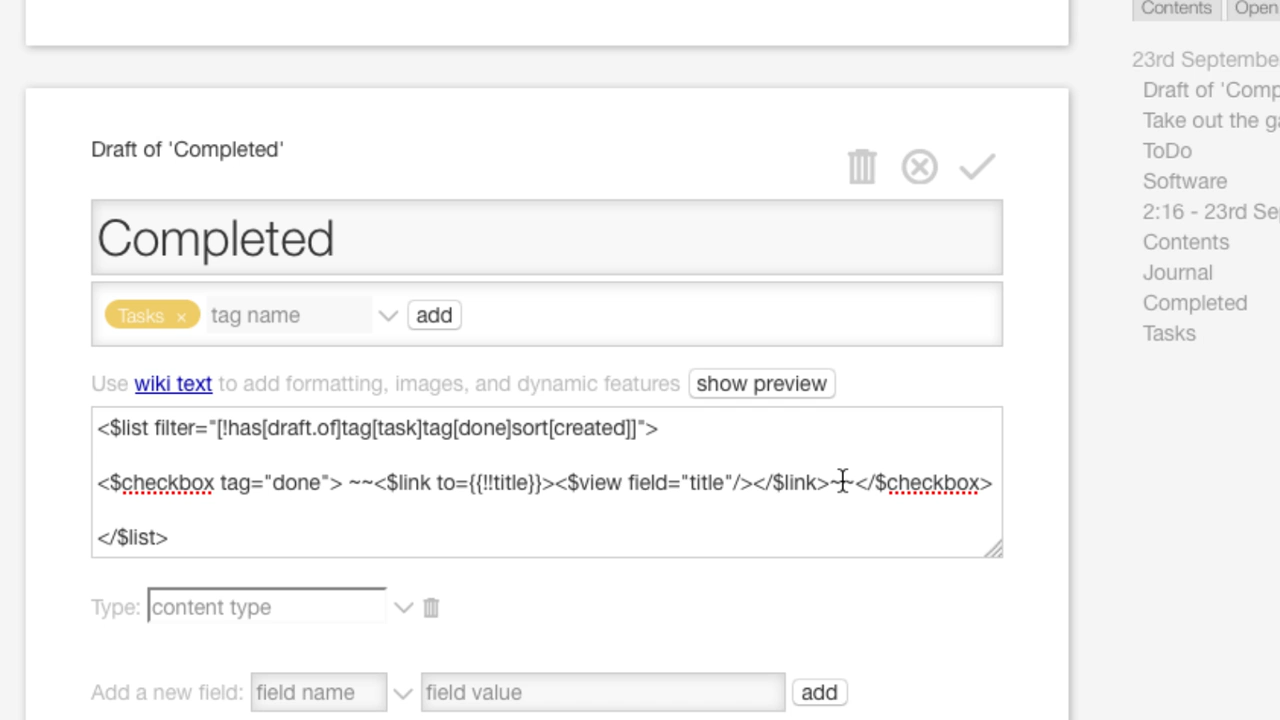 Contents Open
23rd Septembe
Draft of 'Comp
Take out the ga
ToDo
Software
2:16 - 23rd Sep
Contents
Journal
Completed
Tasks
Draft of 'Completed'
Completed
Tasks × tag name add
Use wiki text to add formatting, images, and dynamic features show preview
<$list filter="[!has[draft.of]tag[task]tag[done]sort[created]]">
<$checkbox tag="done"> ~~<$link to={{!!title}}><$view field="title"/></$link>~~</$checkbox>
</$list>
Type: content type
Add a new field: field name field value add